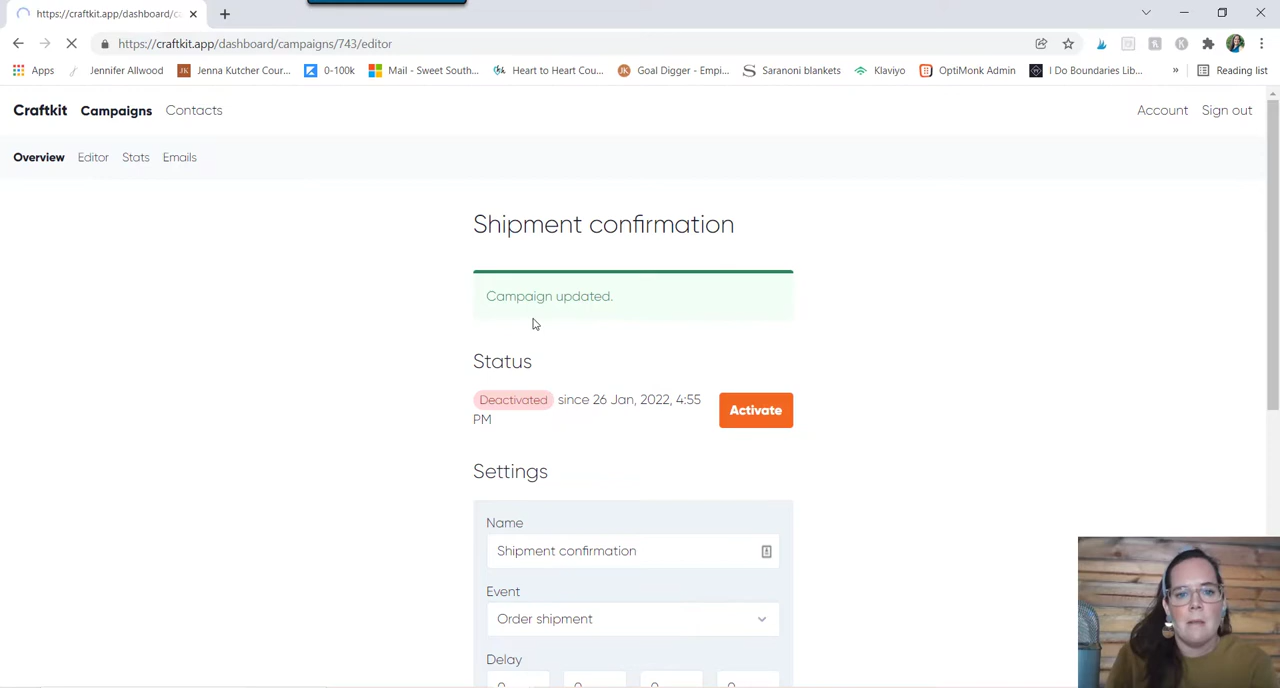 https://craftkit.app/dashboard/c
https://craftkit.app/dashboard/campaigns/743/editor
Apps Jennifer Allwood Jenna Kutcher Cour... 0-100k Mail - Sweet South... Heart to Heart Cou... Goal Digger - Empi... Saranoni blankets Klaviyo OptiMonk Admin I Do Boundaries Lib... » Reading list
Craftkit Campaigns Contacts Account Sign out
Overview Editor Stats Emails
Shipment confirmation
Campaign updated.
Status
Deactivated since 26 Jan, 2022, 4:55
PM
Activate
Settings
Name
Shipment confirmation
Event
Order shipment
Delay